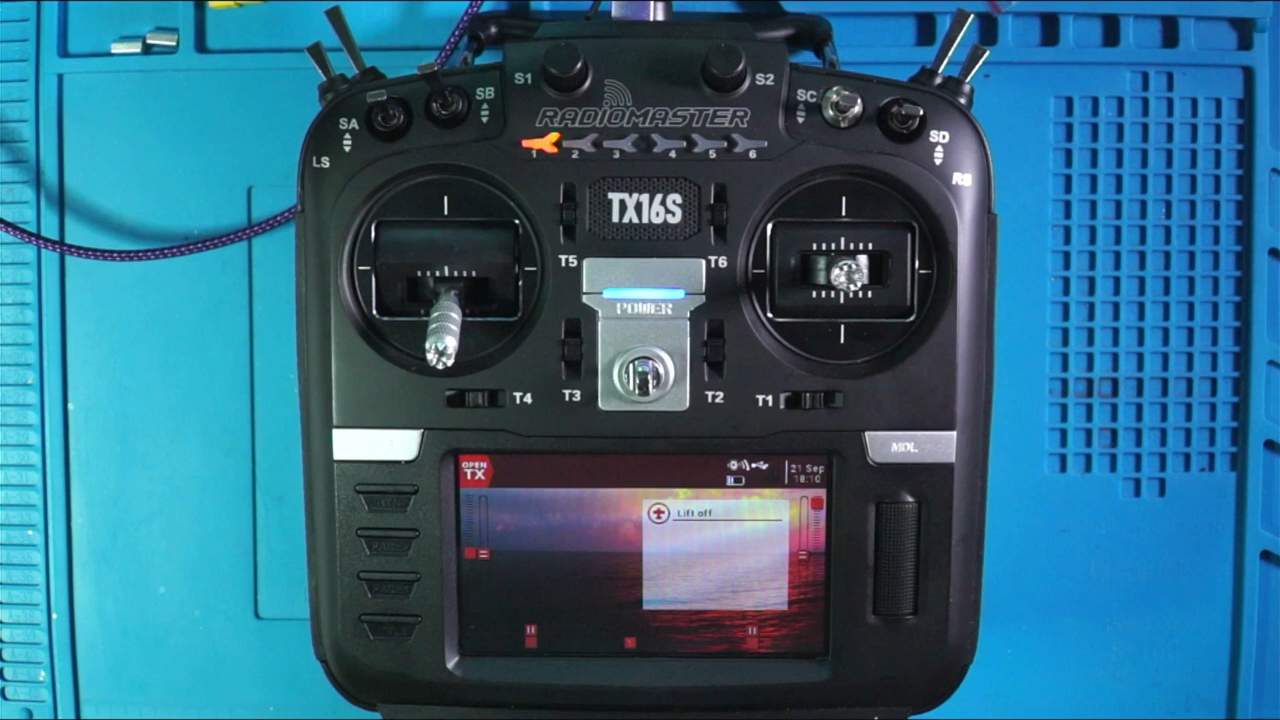 S1
S2
SB
SC
SA
SD
LS
RS
RADIOMASTER
1 2 3 4 5 6
TX16S
T5
T6
POWER
T4
T3
T2
T1
MDL
OPEN
TX
21 Sep
18:10
Lift off